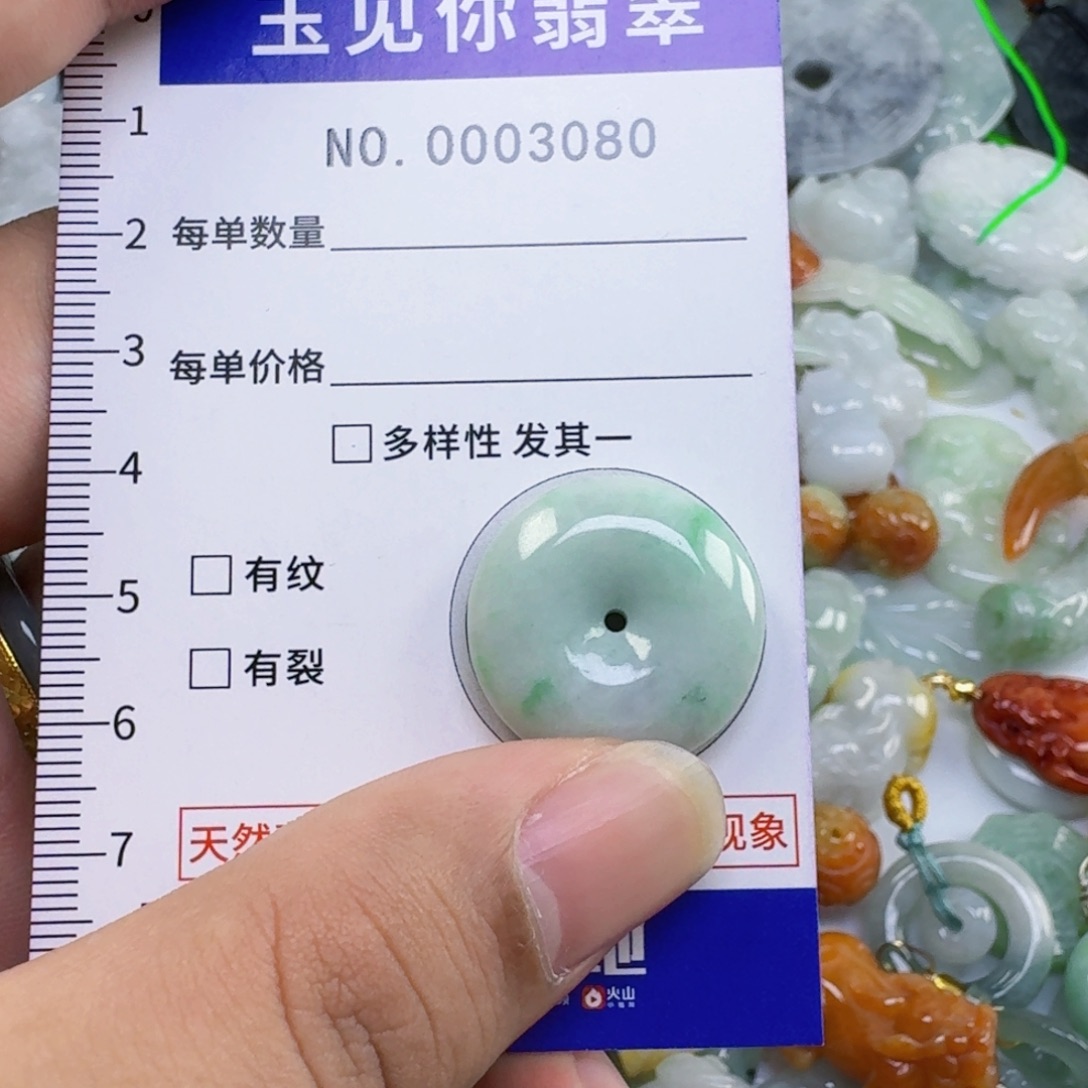 玉见你翡翠
1
NO.0003080
2
每单数量
3
每单价格
多样性 发其一
4
有纹
5
有裂
6
天然
现象
7
火山